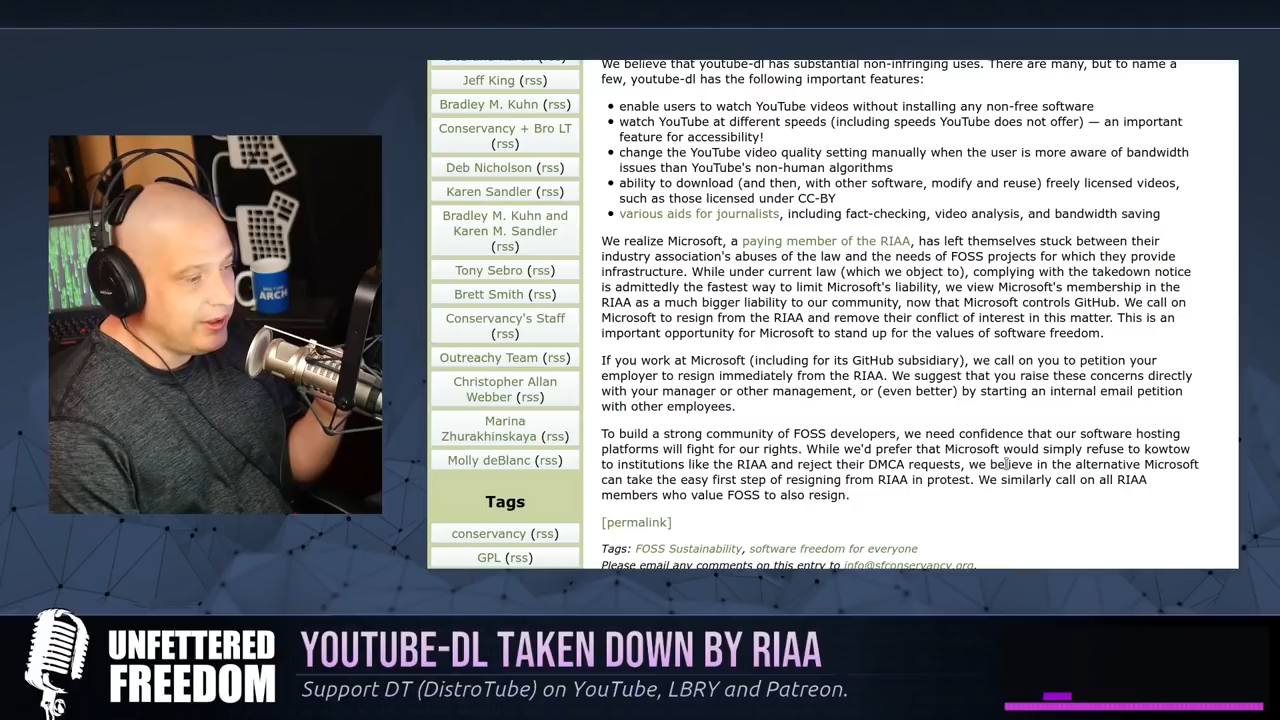 Jeff King (rss)
Bradley M. Kuhn (rss)
Conservancy + Bro LT
(rss)
Deb Nicholson (rss)
Karen Sandler (rss)
Bradley M. Kuhn and
Karen M. Sandler
(rss)
Tony Sebro (rss)
Brett Smith (rss)
Conservancy's Staff
(rss)
Outreachy Team (rss)
Christopher Allan
Webber (rss)
Marina
Zhurakhinskaya (rss)
Molly deBlanc (rss)
Tags
conservancy (rss)
GPL (rss)
We believe that youtube-dl has substantial non-infringing uses. There are many, but to name a
few, youtube-dl has the following important features:
• enable users to watch YouTube videos without installing any non-free software
• watch YouTube at different speeds (including speeds YouTube does not offer) — an important
feature for accessibility!
• change the YouTube video quality setting manually when the user is more aware of bandwidth
issues than YouTube's non-human algorithms
• ability to download (and then, with other software, modify and reuse) freely licensed videos,
such as those licensed under CC-BY
• various aids for journalists, including fact-checking, video analysis, and bandwidth saving
We realize Microsoft, a paying member of the RIAA, has left themselves stuck between their
industry association's abuses of the law and the needs of FOSS projects for which they provide
infrastructure. While under current law (which we object to), complying with the takedown notice
is admittedly the fastest way to limit Microsoft's liability, we view Microsoft's membership in the
RIAA as a much bigger liability to our community, now that Microsoft controls GitHub. We call on
Microsoft to resign from the RIAA and remove their conflict of interest in this matter. This is an
important opportunity for Microsoft to stand up for the values of software freedom.
If you work at Microsoft (including for its GitHub subsidiary), we call on you to petition your
employer to resign immediately from the RIAA. We suggest that you raise these concerns directly
with your manager or other management, or (even better) by starting an internal email petition
with other employees.
To build a strong community of FOSS developers, we need confidence that our software hosting
platforms will fight for our rights. While we'd prefer that Microsoft would simply refuse to kowtow
to institutions like the RIAA and reject their DMCA requests, we believe in the alternative Microsoft
can take the easy first step of resigning from RIAA in protest. We similarly call on all RIAA
members who value FOSS to also resign.
[permalink]
Tags: FOSS Sustainability, software freedom for everyone
Please email any comments on this entry to info@sfconservancy.org.
ARCH
UNFETTERED
FREEDOM
YOUTUBE-DL TAKEN DOWN BY RIAA
Support DT (DistroTube) on YouTube, LBRY and Patreon.